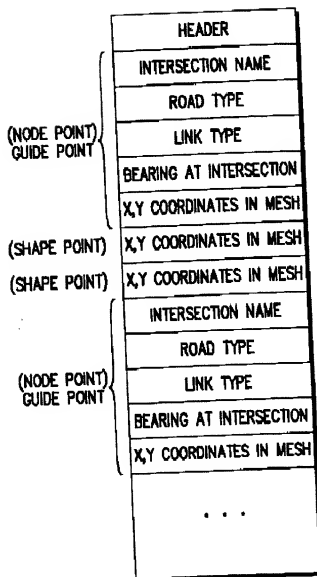 HEADER
INTERSECTION NAME
ROAD TYPE
(NODE POINT)
GUIDE POINT
LINK TYPE
BEARING AT INTERSECTION
X,Y COORDINATES IN MESH
(SHAPE POINT) X,Y COORDINATES IN MESH
(SHAPE POINT) X,Y COORDINATES IN MESH
INTERSECTION NAME
ROAD TYPE
(NODE POINT)
GUIDE POINT
LINK TYPE
BEARING AT INTERSECTION
X,Y COORDINATES IN MESH
. . .